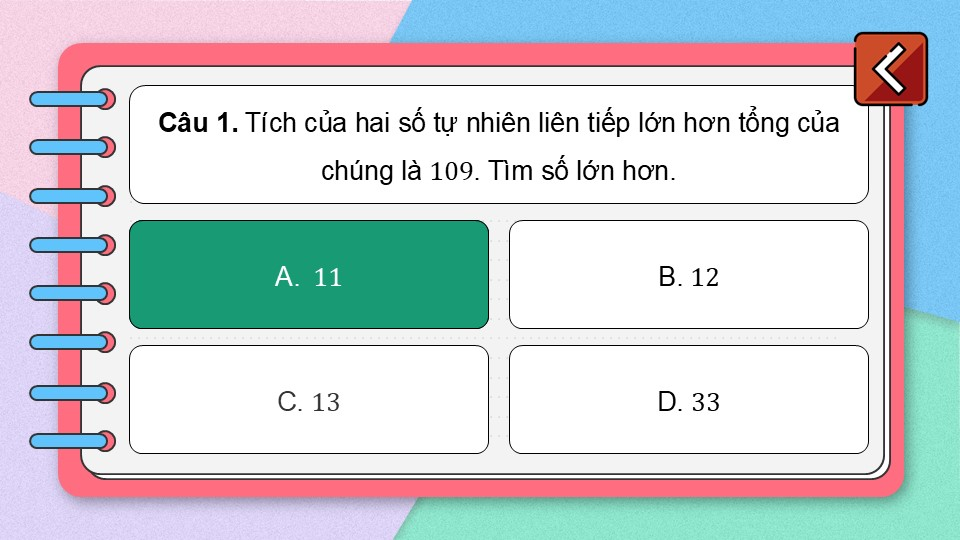 Câu 1. Tích của hai số tự nhiên liên tiếp lớn hơn tổng của
chúng là 109. Tìm số lớn hơn.
A. 11
B. 12
C. 13
D. 33